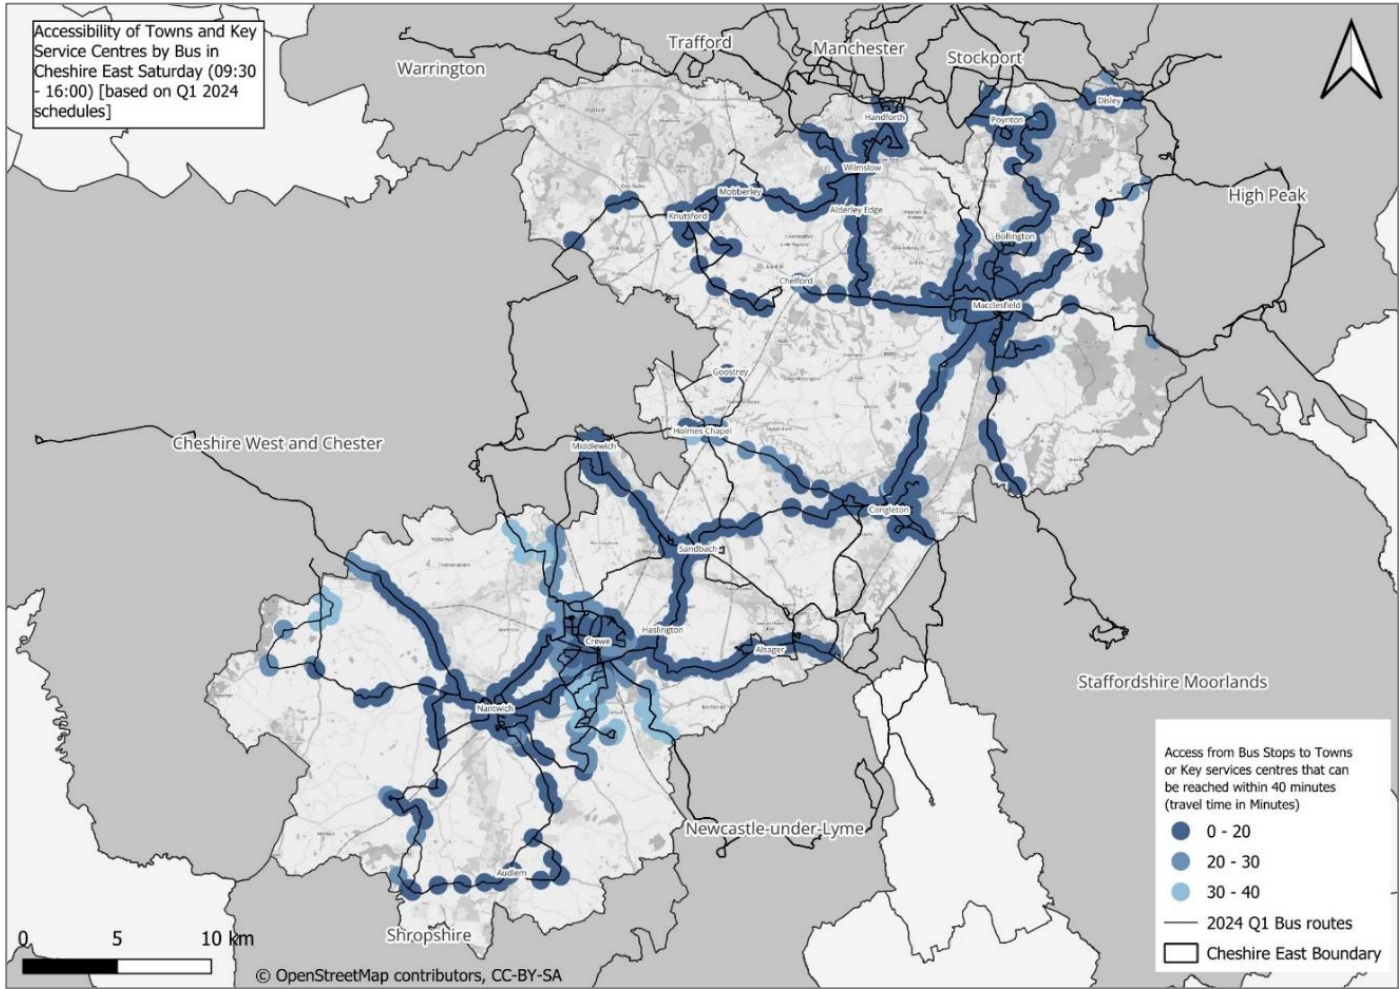 Accessibility of Towns and Key
Service Centres by Bus in
Cheshire East Saturday (09:30
- 16:00) [based on Q1 2024
schedules]
Trafford
Manchester
Stockport
Warrington
Disley
Handforth
Poynton
Wilmslow
Mobberley
High Peak
Knutsford
Alderley Edge
Bollington
Chelford
Macclesfield
Goostrey
Holmes Chapel
Cheshire West and Chester
Middlewich
Congleton
Sandbach
Haslington
Crewe
Alsager
Staffordshire Moorlands
Nantwich
Newcastle-under-Lyme
Audlem
Shropshire
Access from Bus Stops to Towns
or Key services centres that can
be reached within 40 minutes
(travel time in Minutes)
0 - 20
20 - 30
30 - 40
2024 Q1 Bus routes
Cheshire East Boundary
0 5 10 km
© OpenStreetMap contributors, CC-BY-SA